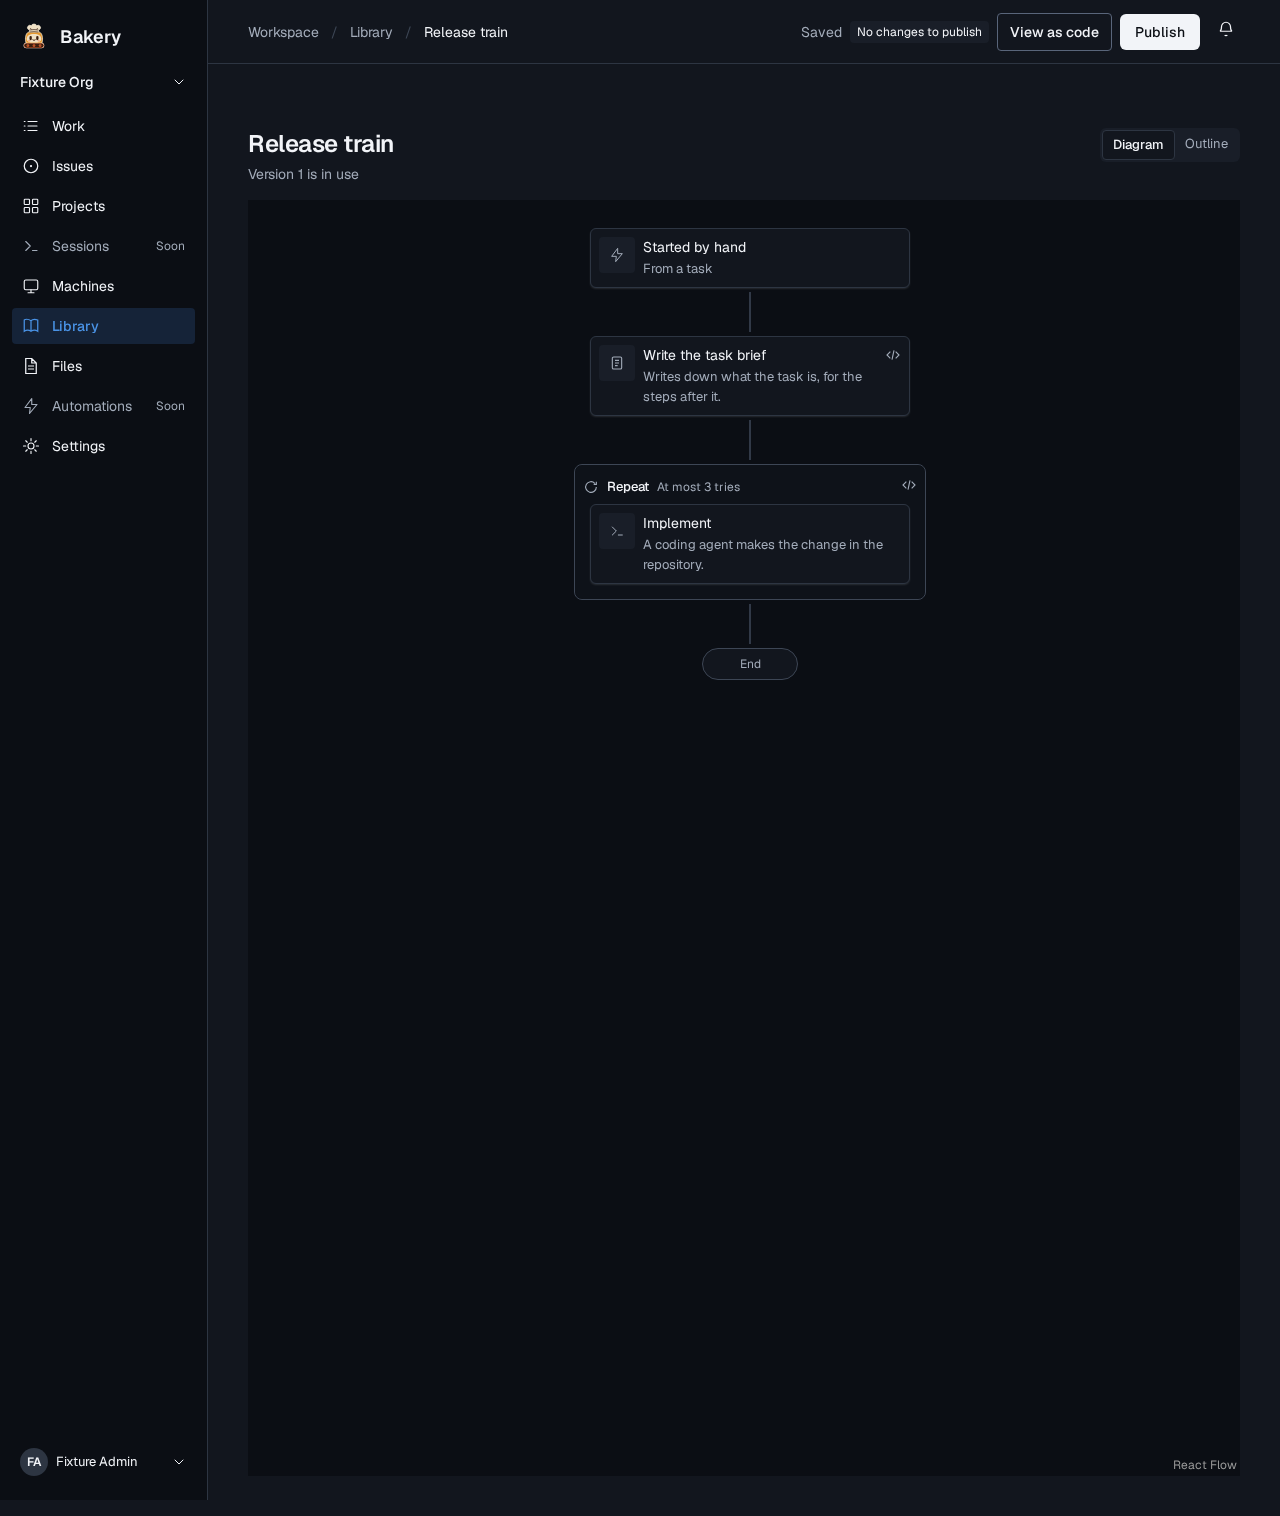 Bakery
Fixture Org
Work
Issues
Projects
Sessions Soon
Machines
Library
Files
Automations Soon
Settings
FA Fixture Admin
Workspace / Library / Release train
Saved No changes to publish View as code Publish
Release train
Version 1 is in use
Diagram Outline
Started by hand
From a task
Write the task brief
Writes down what the task is, for the
steps after it.
Repeat At most 3 tries
Implement
A coding agent makes the change in the
repository.
End
React Flow